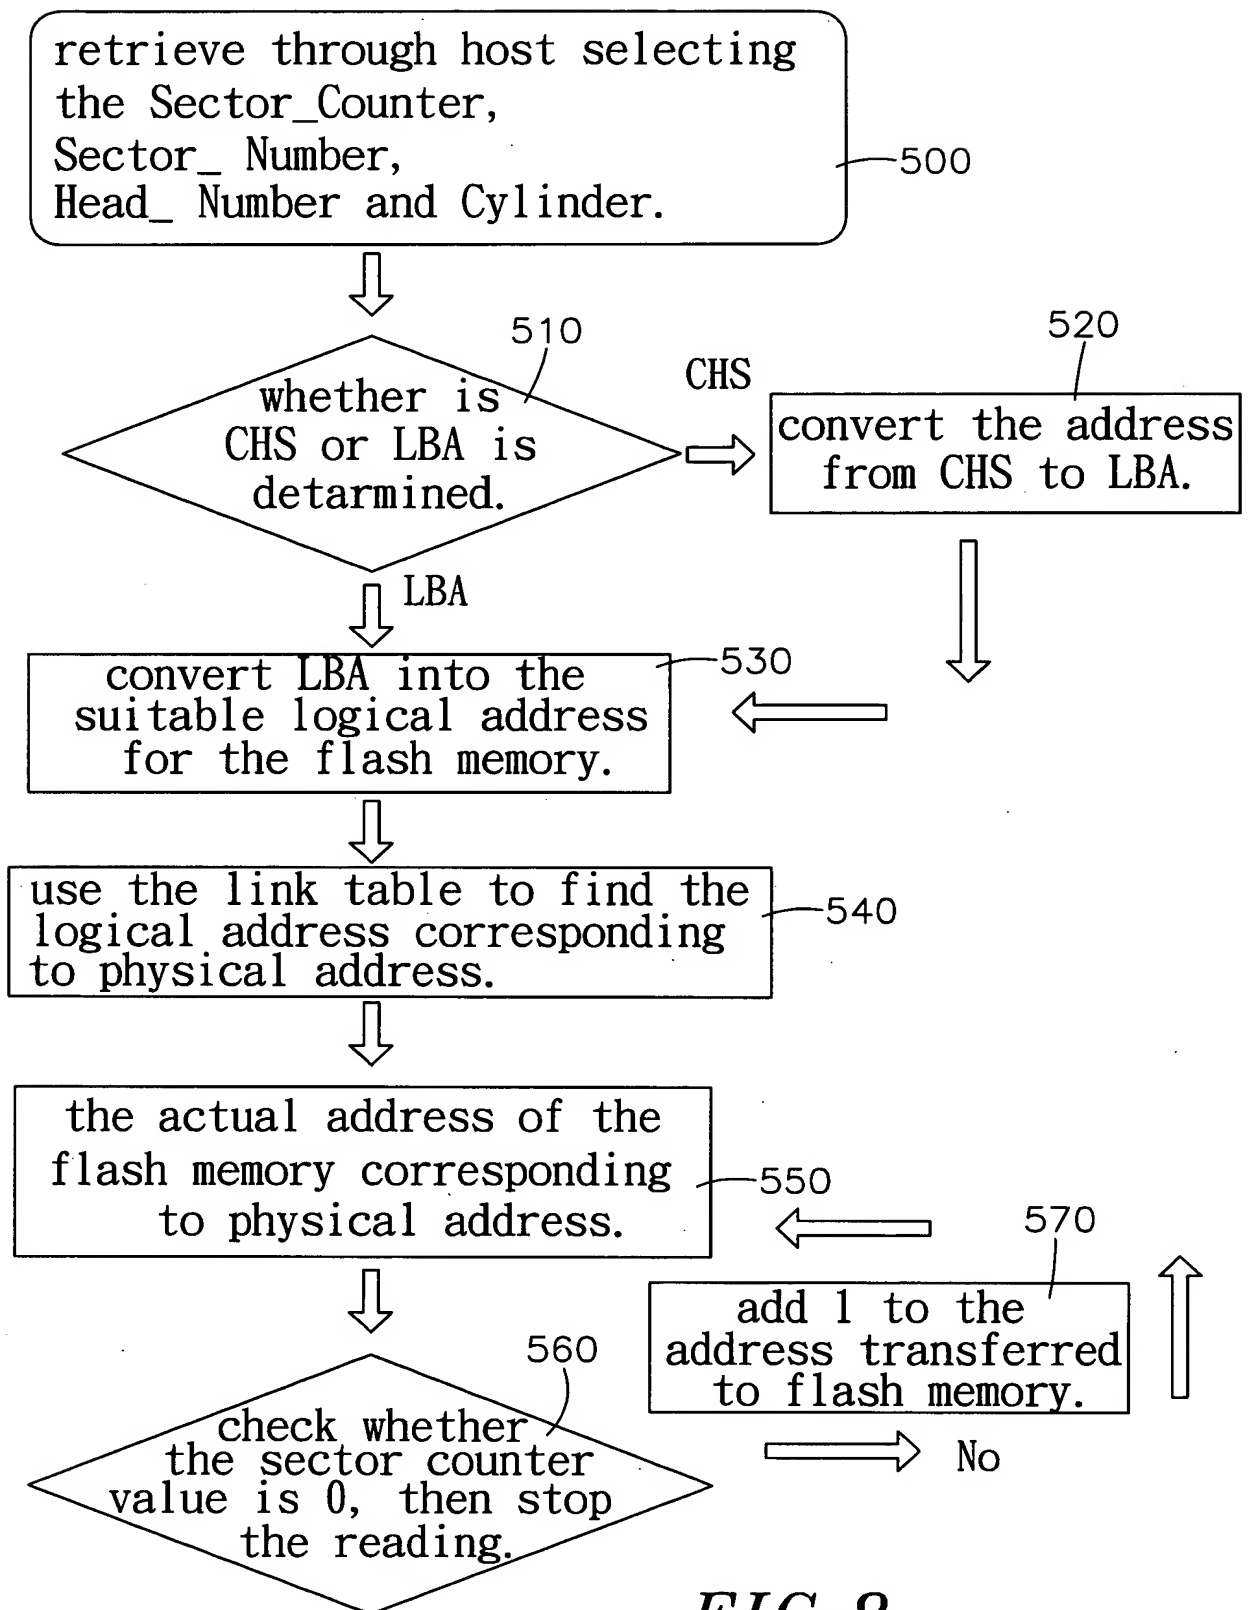 retrieve through host selecting
the Sector_Counter,
Sector_ Number,
Head_ Number and Cylinder.
500
510
whether is
CHS or LBA is
detarmined.
CHS
520
convert the address
from CHS to LBA.
LBA
530
convert LBA into the
suitable logical address
for the flash memory.
use the link table to find the
logical address corresponding
to physical address.
540
the actual address of the
flash memory corresponding
to physical address.
550
570
add 1 to the
address transferred
to flash memory.
560
check whether
the sector counter
value is 0, then stop
the reading.
No